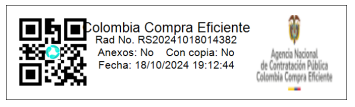 Colombia Compra Eficiente
Rad No. RS20241018014382
Anexos: No Con copia: No
Fecha: 18/10/2024 19:12:44
Agencia Nacional
de Contratación Pública
Colombia Compra Eficiente